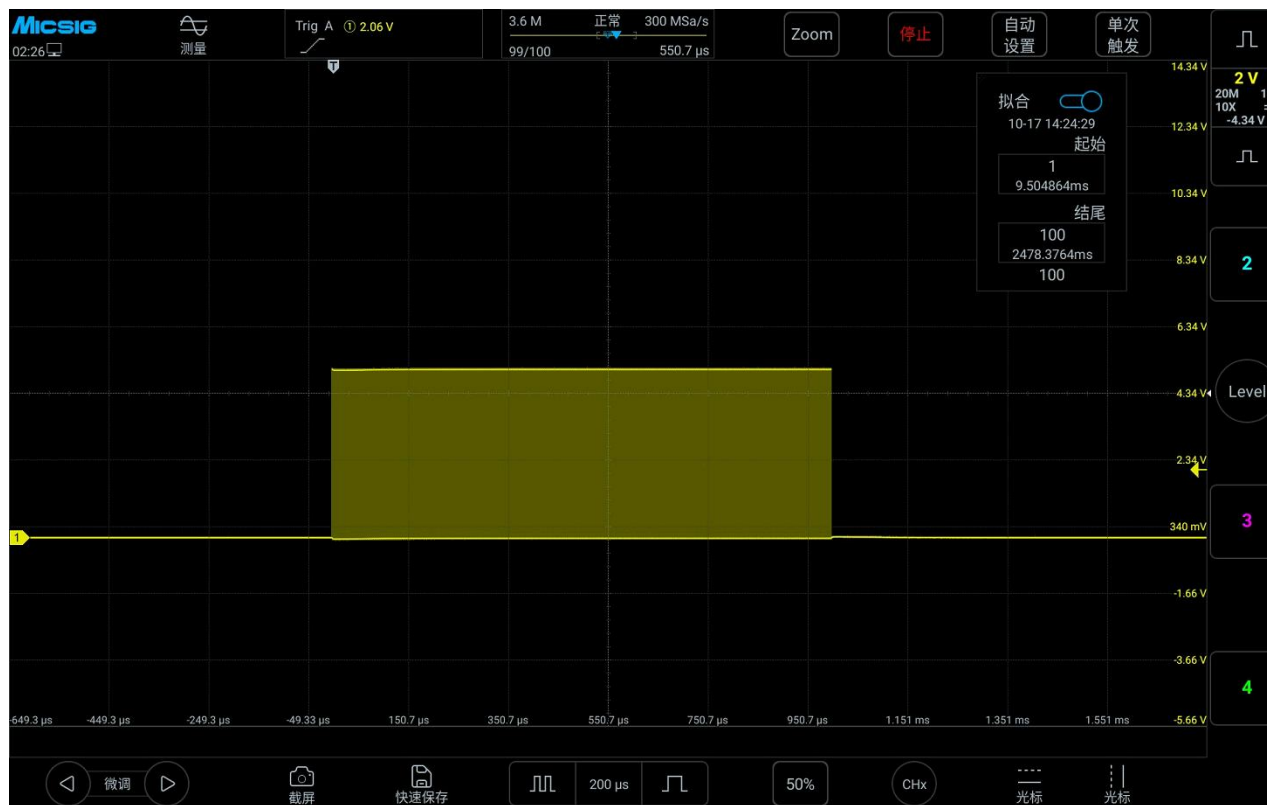 Micsig
02:26
测量
Trig A ① 2.06 V
3.6 M 正常 300 MSa/s
99/100 550.7 μs
Zoom
停止
自动
设置
单次
触发
T
14.34 V
12.34 V
10.34 V
8.34 V
6.34 V
4.34 V
2.34 V
340 mV
-1.66 V
-3.66 V
-5.66 V
拟合
10-17 14:24:29
起始
1
9.504864ms
结尾
100
2478.3764ms
100
2 V
20M 1
10X
-4.34 V
2
Level
3
4
1
-649.3 μs -449.3 μs -249.3 μs -49.33 μs 150.7 μs 350.7 μs 550.7 μs 750.7 μs 950.7 μs 1.151 ms 1.351 ms 1.551 ms
微调
截屏
快速保存
200 μs
50%
CHx
光标
光标